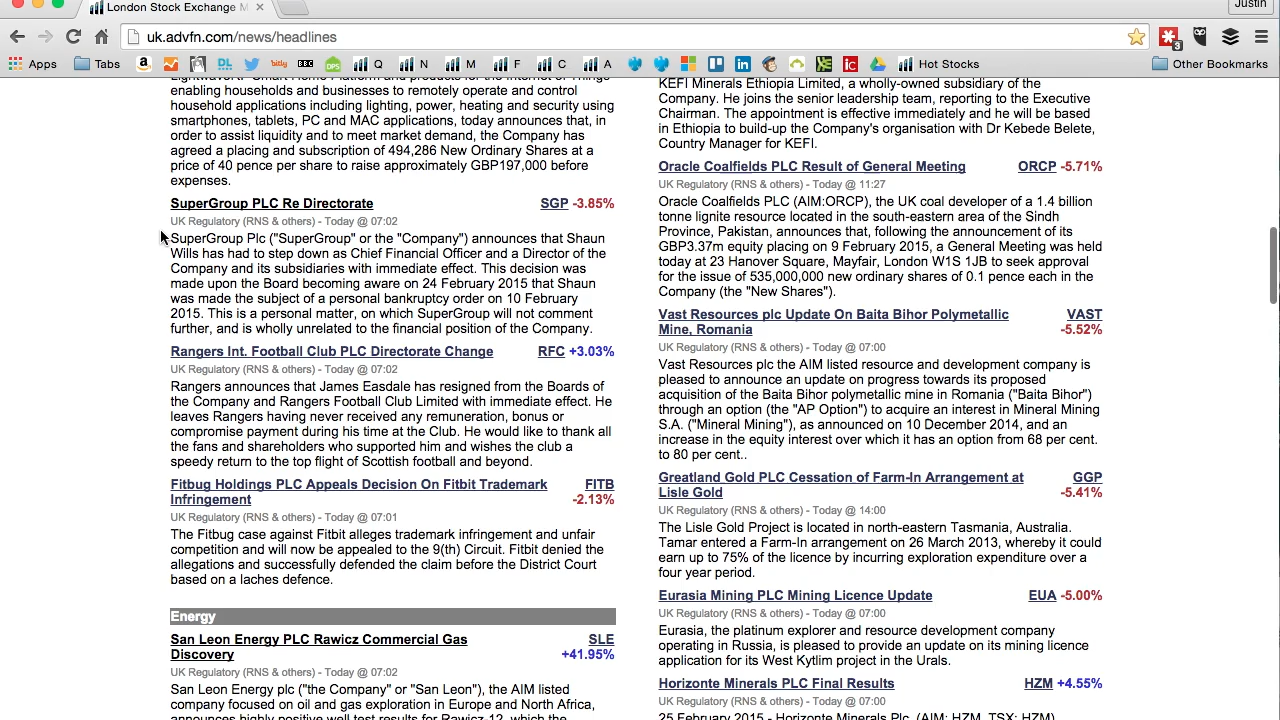 London Stock Exchange M
Justin
uk.advfn.com/news/headlines
3
Apps Tabs DL bitly BBC DPS Q N M F C A ic Hot Stocks Other Bookmarks
enabling households and businesses to remotely operate and control
household applications including lighting, power, heating and security using
smartphones, tablets, PC and MAC applications, today announces that, in
order to assist liquidity and to meet market demand, the Company has
agreed a placing and subscription of 494,286 New Ordinary Shares at a
price of 40 pence per share to raise approximately GBP197,000 before
expenses.
SuperGroup PLC Re Directorate SGP -3.85%
UK Regulatory (RNS & others) - Today @ 07:02
SuperGroup Plc ("SuperGroup" or the "Company") announces that Shaun
Wills has had to step down as Chief Financial Officer and a Director of the
Company and its subsidiaries with immediate effect. This decision was
made upon the Board becoming aware on 24 February 2015 that Shaun
was made the subject of a personal bankruptcy order on 10 February
2015. This is a personal matter, on which SuperGroup will not comment
further, and is wholly unrelated to the financial position of the Company.
Rangers Int. Football Club PLC Directorate Change RFC +3.03%
UK Regulatory (RNS & others) - Today @ 07:02
Rangers announces that James Easdale has resigned from the Boards of
the Company and Rangers Football Club Limited with immediate effect. He
leaves Rangers having never received any remuneration, bonus or
compromise payment during his time at the Club. He would like to thank all
the fans and shareholders who supported him and wishes the club a
speedy return to the top flight of Scottish football and beyond.
Fitbug Holdings PLC Appeals Decision On Fitbit Trademark FITB
Infringement -2.13%
UK Regulatory (RNS & others) - Today @ 07:01
The Fitbug case against Fitbit alleges trademark infringement and unfair
competition and will now be appealed to the 9(th) Circuit. Fitbit denied the
allegations and successfully defended the claim before the District Court
based on a laches defence.
Energy
San Leon Energy PLC Rawicz Commercial Gas SLE
Discovery +41.95%
UK Regulatory (RNS & others) - Today @ 07:02
San Leon Energy plc ("the Company" or "San Leon"), the AIM listed
company focused on oil and gas exploration in Europe and North Africa,
announces highly positive well test results for Rawicz-12, which the
KEFI Minerals Ethiopia Limited, a wholly-owned subsidiary of the
Company. He joins the senior leadership team, reporting to the Executive
Chairman. The appointment is effective immediately and he will be based
in Ethiopia to build-up the Company's organisation with Dr Kebede Belete,
Country Manager for KEFI.
Oracle Coalfields PLC Result of General Meeting ORCP -5.71%
UK Regulatory (RNS & others) - Today @ 11:27
Oracle Coalfields PLC (AIM:ORCP), the UK coal developer of a 1.4 billion
tonne lignite resource located in the south-eastern area of the Sindh
Province, Pakistan, announces that, following the announcement of its
GBP3.37m equity placing on 9 February 2015, a General Meeting was held
today at 23 Hanover Square, Mayfair, London W1S 1JB to seek approval
for the issue of 535,000,000 new ordinary shares of 0.1 pence each in the
Company (the "New Shares").
Vast Resources plc Update On Baita Bihor Polymetallic VAST
Mine, Romania -5.52%
UK Regulatory (RNS & others) - Today @ 07:00
Vast Resources plc the AIM listed resource and development company is
pleased to announce an update on progress towards its proposed
acquisition of the Baita Bihor polymetallic mine in Romania ("Baita Bihor")
through an option (the "AP Option") to acquire an interest in Mineral Mining
S.A. ("Mineral Mining"), as announced on 10 December 2014, and an
increase in the equity interest over which it has an option from 68 per cent.
to 80 per cent..
Greatland Gold PLC Cessation of Farm-In Arrangement at GGP
Lisle Gold -5.41%
UK Regulatory (RNS & others) - Today @ 14:00
The Lisle Gold Project is located in north-eastern Tasmania, Australia.
Tamar entered a Farm-In arrangement on 26 March 2013, whereby it could
earn up to 75% of the licence by incurring exploration expenditure over a
four year period.
Eurasia Mining PLC Mining Licence Update EUA -5.00%
UK Regulatory (RNS & others) - Today @ 07:00
Eurasia, the platinum explorer and resource development company
operating in Russia, is pleased to provide an update on its mining licence
application for its West Kytlim project in the Urals.
Horizonte Minerals PLC Final Results HZM +4.55%
UK Regulatory (RNS & others) - Today @ 07:00
25 February 2015 - Horizonte Minerals Plc, (AIM: HZM, TSX: HZM)